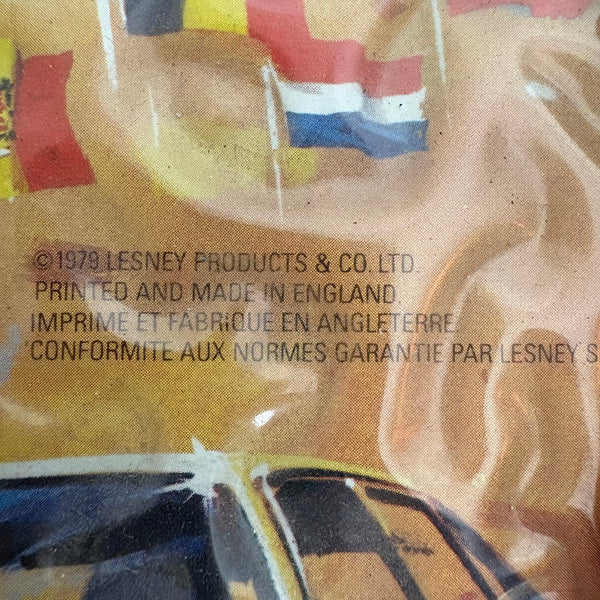 ©1979 LESNEY PRODUCTS & CO. LTD.
PRINTED AND MADE IN ENGLAND.
IMPRIME ET FABRIQUE EN ANGLETERRE.
CONFORMITE AUX NORMES GARANTIE PAR LESNEY S